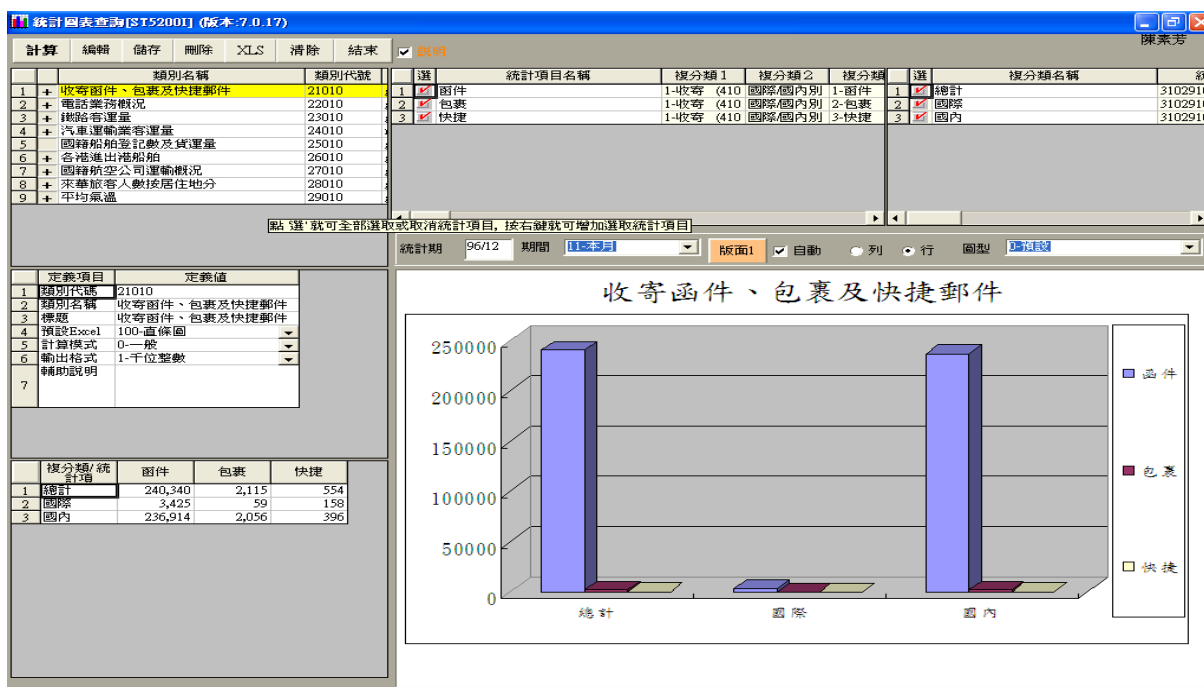 統計圖表查詢[ST5200I] (版本:7.0.17)
陳素芳
計算 編輯 儲存 刪除 XLS 清除 結束 說明
類別名稱 類別代號
1 + 收寄函件、包裹及快捷郵件 21010
2 + 電話業務概況 22010
3 + 鐵路客運量 23010
4 + 汽車運輸業客運量 24010
5 國籍船舶登記數及貨運量 25010
6 + 各港進出港船舶 26010
7 + 國籍航空公司運輸概況 27010
8 + 來華旅客人數按居住地分 28010
9 + 平均氣溫 29010
選 統計項目名稱 複分類1 複分類2 複分類
1 函件 1-收寄 (410 國際/國內別 1-函件
2 包裹 1-收寄 (410 國際/國內別 2-包裹
3 快捷 1-收寄 (410 國際/國內別 3-快捷
選 複分類名稱 統
1 總計 3102910
2 國際 3102910
3 國內 3102910
點'選'就可全部選取或取消統計項目, 按右鍵就可增加選取統計項目
統計期 96/12 期間 11-本月 版面1 自動 列 行 圖型 0-預設
定義項目 定義值
1 類別代碼 21010
2 類別名稱 收寄函件、包裹及快捷郵件
3 標題 收寄函件、包裹及快捷郵件
4 預設Excel 100-直條圖
5 計算模式 0-一般
6 輸出格式 1-千位整數
7 輔助說明
複分類/統計項 函件 包裹 快捷
1 總計 240,340 2,115 554
2 國際 3,425 59 158
3 國內 236,914 2,056 396
收寄函件、包裹及快捷郵件
250000
200000
150000
100000
50000
0
總計 國際 國內
函件
包裹
快捷